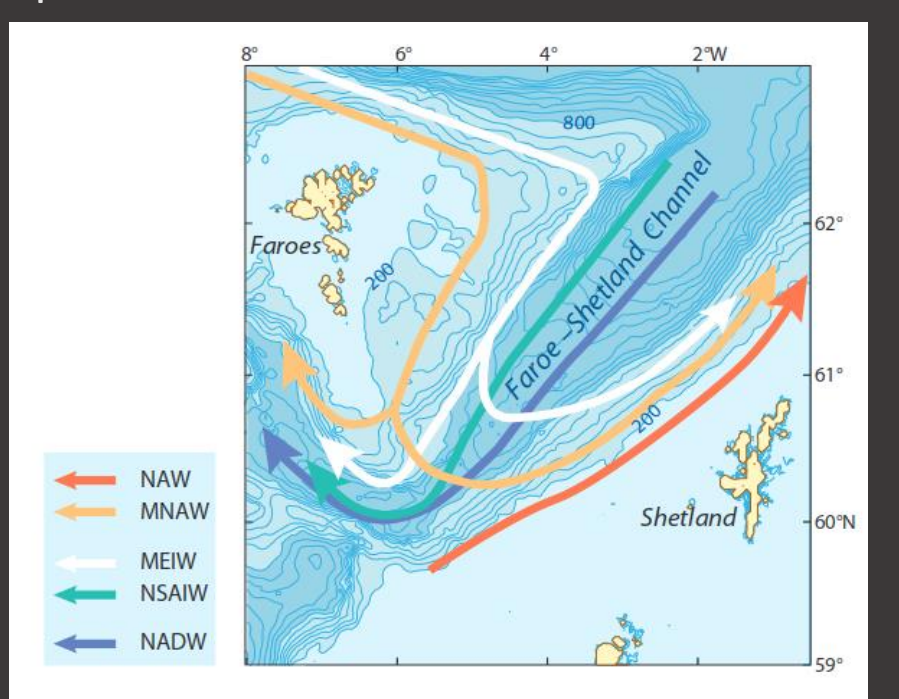 8° 6° 4° 2°W
800
Faroe–Shetland Channel
62°
Faroes
200
61°
200
NAW
MNAW
Shetland
60°N
MEIW
NSAIW
NADW
59°